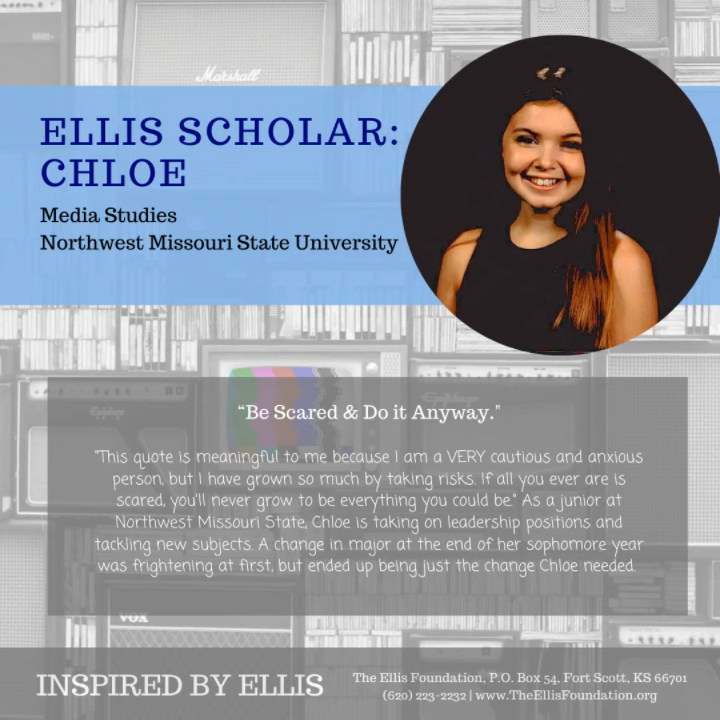 Marshall
ELLIS SCHOLAR:
CHLOE
Media Studies
Northwest Missouri State University
Epiphone
Epiphone
“Be Scared & Do it Anyway."
"This quote is meaningful to me because I am a VERY cautious and anxious
person, but I have grown so much by taking risks. If all you ever are is
scared, you'll never grow to be everything you could be." As a junior at
Northwest Missouri State, Chloe is taking on leadership positions and
tackling new subjects. A change in major at the end of her sophomore year
was frightening at first, but ended up being just the change Chloe needed.
VOX
INSPIRED BY ELLIS
The Ellis Foundation, P.O. Box 54, Fort Scott, KS 66701
(620) 223-2232 | www.TheEllisFoundation.org